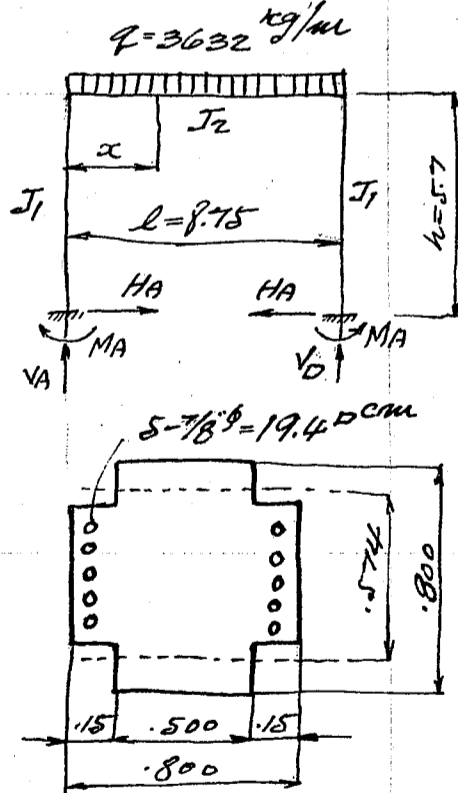 q=3632 kg/m
J2
x
J1
J1
l=8.75
h=5.7
HA
HA
MA
MA
VA
VD
5-7/8"φ=19.4 □cm
.574
.800
.15
.500
.15
.800